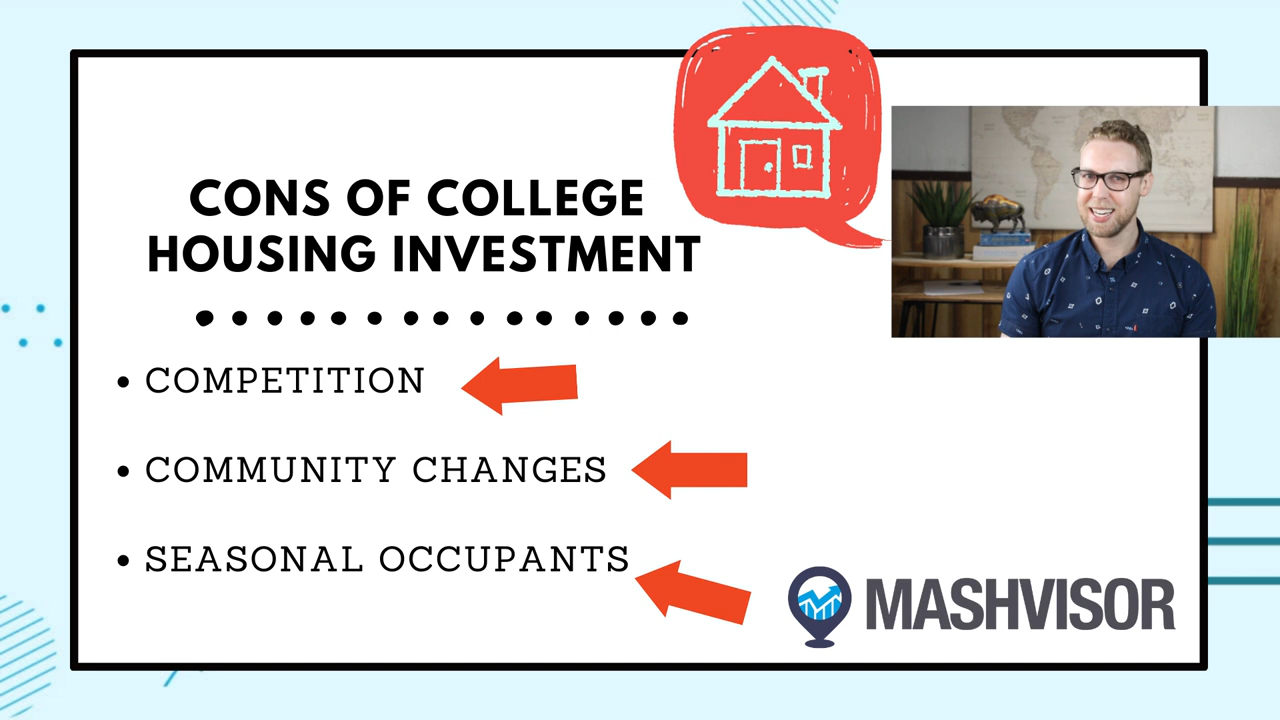 CONS OF COLLEGE
HOUSING INVESTMENT
• COMPETITION
• COMMUNITY CHANGES
• SEASONAL OCCUPANTS
MASHVISOR